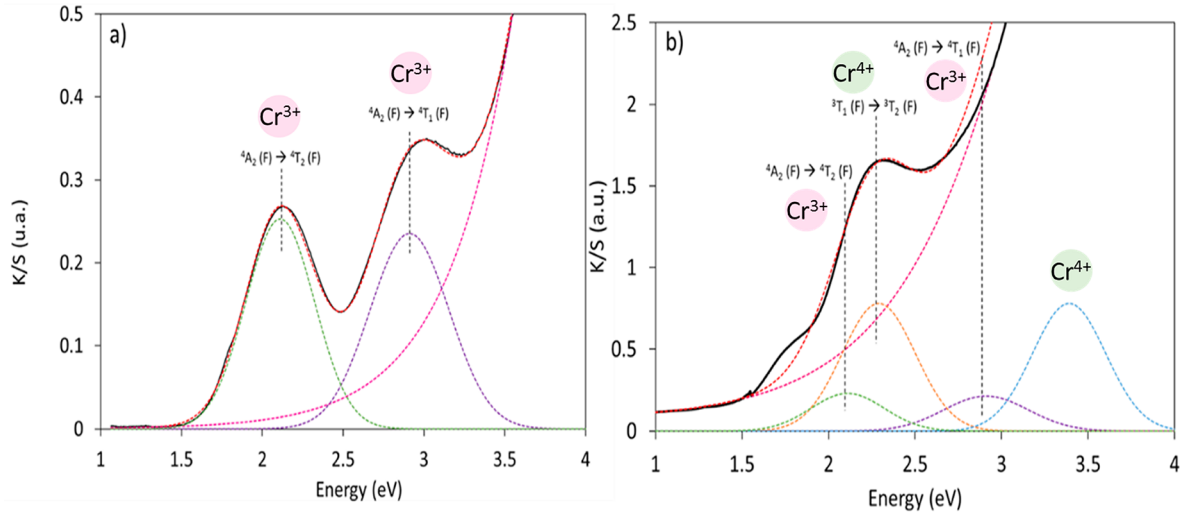 a)
Cr³⁺
⁴A₂ (F) → ⁴T₂ (F)
Cr³⁺
⁴A₂ (F) → ⁴T₁ (F)
K/S (u.a.)
0.5
0.4
0.3
0.2
0.1
0
1
1.5
2
2.5
3
3.5
4
Energy (eV)
b)
⁴A₂ (F) → ⁴T₁ (F)
Cr³⁺
Cr⁴⁺
³T₁ (F) → ³T₂ (F)
⁴A₂ (F) → ⁴T₂ (F)
Cr³⁺
Cr⁴⁺
K/S (a.u.)
2.5
2
1.5
1
0.5
0
1
1.5
2
2.5
3
3.5
4
Energy (eV)